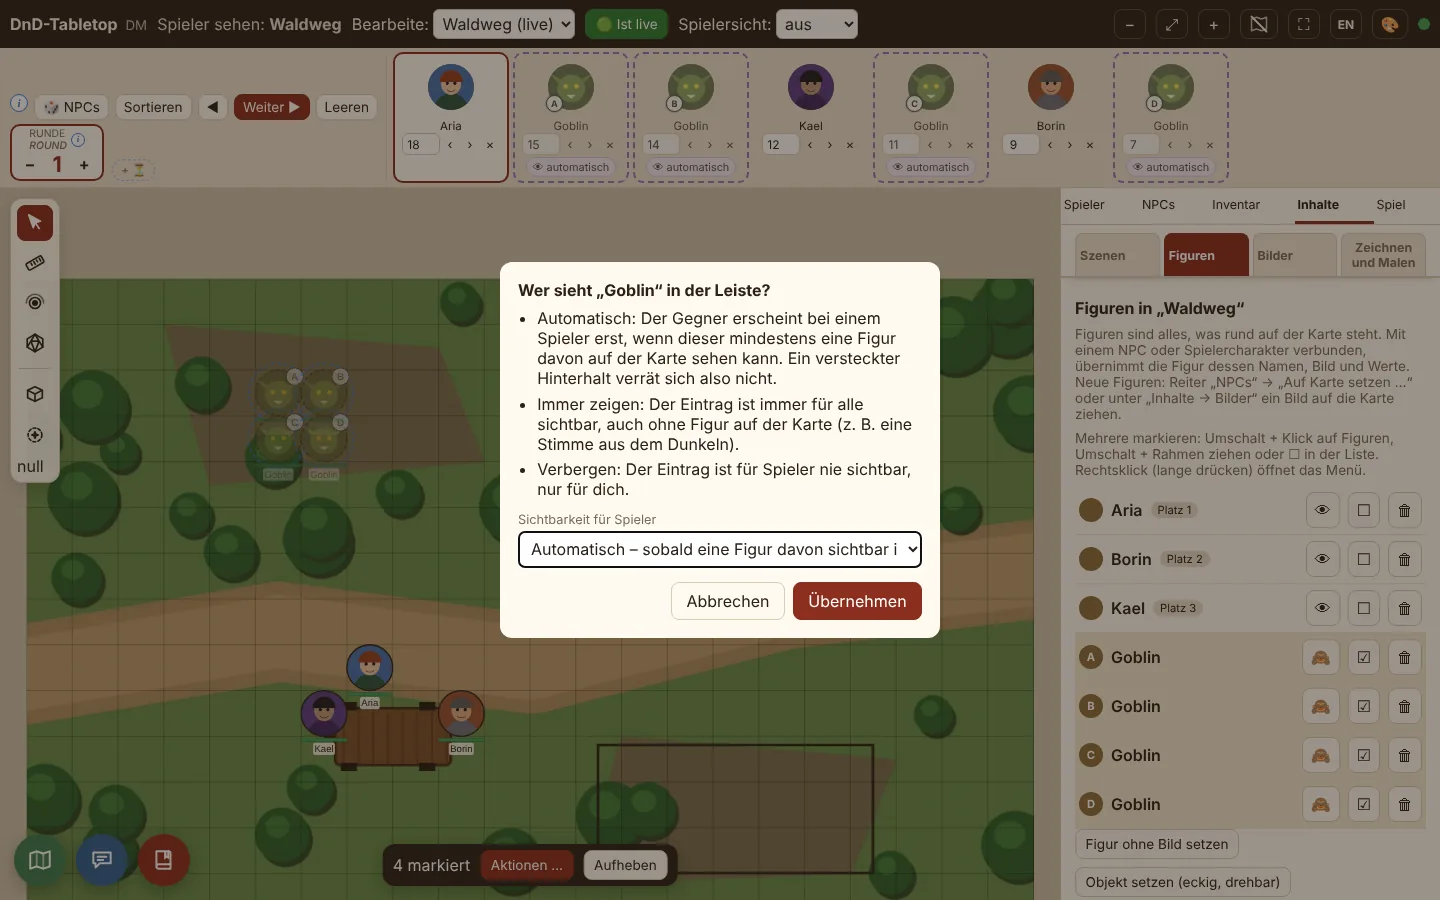 DnD-Tabletop DM Spieler sehen: Waldweg Bearbeite: Waldweg (live) Ist live Spielersicht: aus − + EN
i NPCs Sortieren ◀ Weiter ▶ Leeren
RUNDE
ROUND i
− 1 +
+ ⏳
Aria
18 ‹ › ×
A
Goblin
15 ‹ › ×
automatisch
B
Goblin
14 ‹ › ×
automatisch
Kael
12 ‹ › ×
C
Goblin
11 ‹ › ×
automatisch
Borin
9 ‹ › ×
D
Goblin
7 ‹ › ×
automatisch
null
A B
C D
Goblin Goblin
Aria
Kael Borin
Wer sieht „Goblin“ in der Leiste?
• Automatisch: Der Gegner erscheint bei einem
Spieler erst, wenn dieser mindestens eine Figur
davon auf der Karte sehen kann. Ein versteckter
Hinterhalt verrät sich also nicht.
• Immer zeigen: Der Eintrag ist immer für alle
sichtbar, auch ohne Figur auf der Karte (z. B. eine
Stimme aus dem Dunkeln).
• Verbergen: Der Eintrag ist für Spieler nie sichtbar,
nur für dich.
Sichtbarkeit für Spieler
Automatisch – sobald eine Figur davon sichtbar i
Abbrechen Übernehmen
4 markiert Aktionen ... Aufheben
Spieler NPCs Inventar Inhalte Spiel
Szenen Figuren Bilder Zeichnen
und Malen
Figuren in „Waldweg“
Figuren sind alles, was rund auf der Karte steht. Mit
einem NPC oder Spielercharakter verbunden,
übernimmt die Figur dessen Namen, Bild und Werte.
Neue Figuren: Reiter „NPCs“ → „Auf Karte setzen ...“
oder unter „Inhalte → Bilder“ ein Bild auf die Karte
ziehen.
Mehrere markieren: Umschalt + Klick auf Figuren,
Umschalt + Rahmen ziehen oder ☐ in der Liste.
Rechtsklick (lange drücken) öffnet das Menü.
Aria Platz 1
Borin Platz 2
Kael Platz 3
A Goblin
B Goblin
C Goblin
D Goblin
Figur ohne Bild setzen
Objekt setzen (eckig, drehbar)